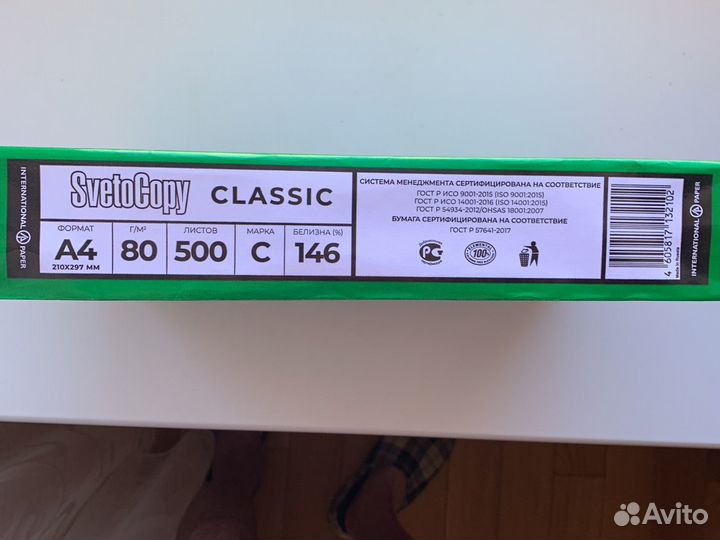 INTERNATIONAL PAPER
SvetoCopy CLASSIC
ФОРМАТ
A4
210X297 ММ
Г/М²
80
ЛИСТОВ
500
МАРКА
C
БЕЛИЗНА (%)
146
СИСТЕМА МЕНЕДЖМЕНТА СЕРТИФИЦИРОВАНА НА СООТВЕТСТВИЕ
ГОСТ Р ИСО 9001-2015 (ISO 9001:2015)
ГОСТ Р ИСО 14001-2016 (ISO 14001:2015)
ГОСТ Р 54934-2012/OHSAS 18001:2007
БУМАГА СЕРТИФИЦИРОВАНА НА СООТВЕТСТВИЕ
ГОСТ Р 57641-2017
100%
4 605817 132102
Made in Russia
INTERNATIONAL PAPER
Avito